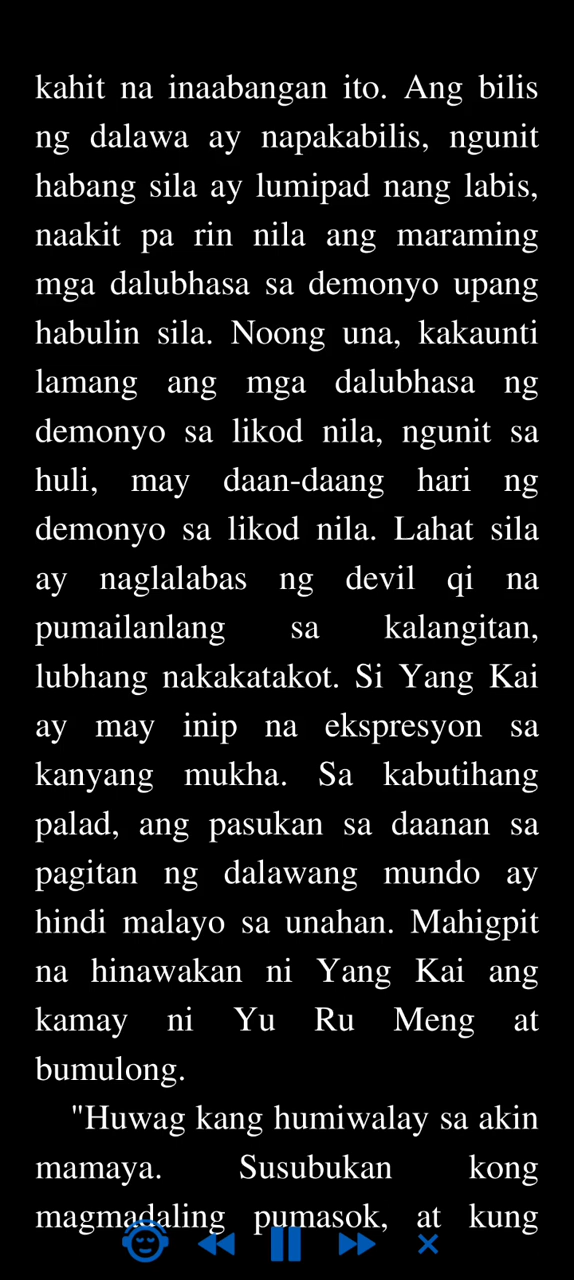 kahit na inaabangan ito. Ang bilis
ng dalawa ay napakabilis, ngunit
habang sila ay lumipad nang labis,
naakit pa rin nila ang maraming
mga dalubhasa sa demonyo upang
habulin sila. Noong una, kakaunti
lamang ang mga dalubhasa ng
demonyo sa likod nila, ngunit sa
huli, may daan-daang hari ng
demonyo sa likod nila. Lahat sila
ay naglalabas ng devil qi na
pumailanlang sa kalangitan,
lubhang nakakatakot. Si Yang Kai
ay may inip na ekspresyon sa
kanyang mukha. Sa kabutihang
palad, ang pasukan sa daanan sa
pagitan ng dalawang mundo ay
hindi malayo sa unahan. Mahigpit
na hinawakan ni Yang Kai ang
kamay ni Yu Ru Meng at
bumulong.
"Huwag kang humiwalay sa akin
mamaya. Susubukan kong
magmadaling pumasok, at kung